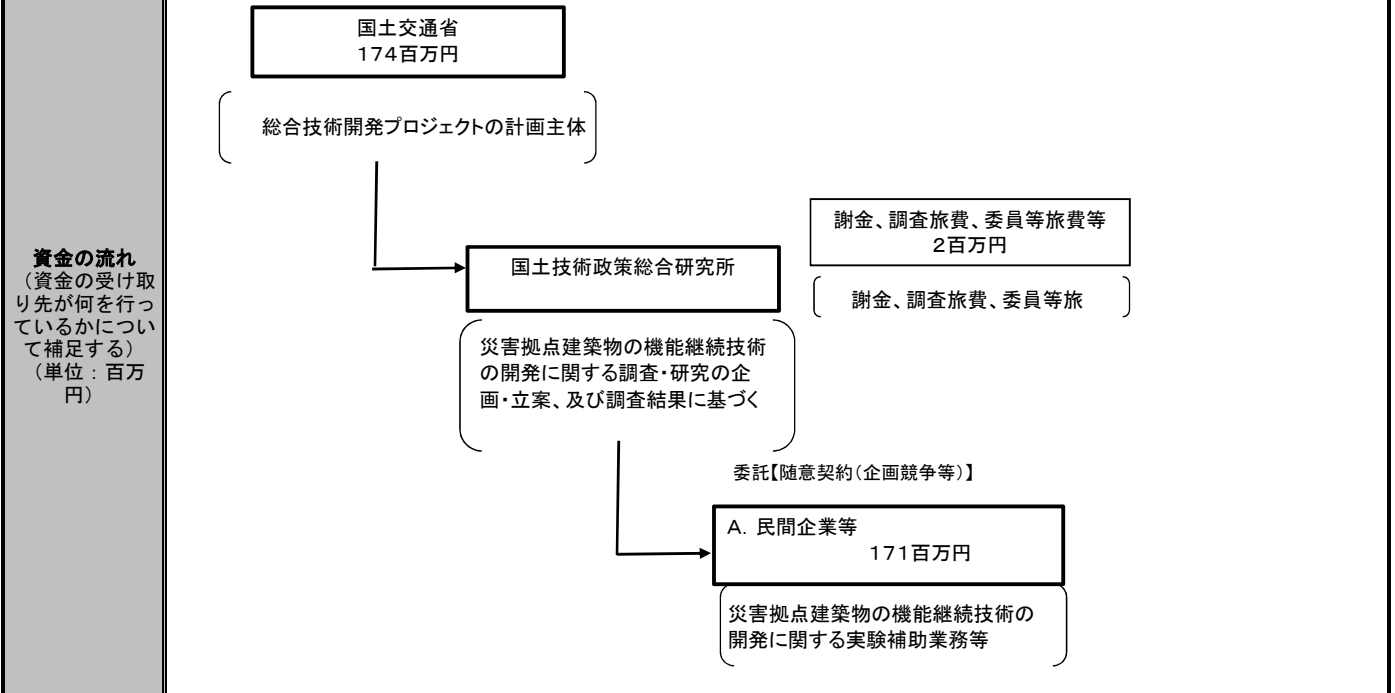 資金の流れ
（資金の受け取
り先が何を行っ
ているかについ
て補足する）
（単位：百万
円）
国土交通省
１７４百万円
総合技術開発プロジェクトの計画主体
謝金、調査旅費、委員等旅費等
２百万円
謝金、調査旅費、委員等旅
国土技術政策総合研究所
災害拠点建築物の機能継続技術
の開発に関する調査・研究の企
画・立案、及び調査結果に基づく
委託【随意契約（企画競争等）】
Ａ．民間企業等
１７１百万円
災害拠点建築物の機能継続技術の
開発に関する実験補助業務等